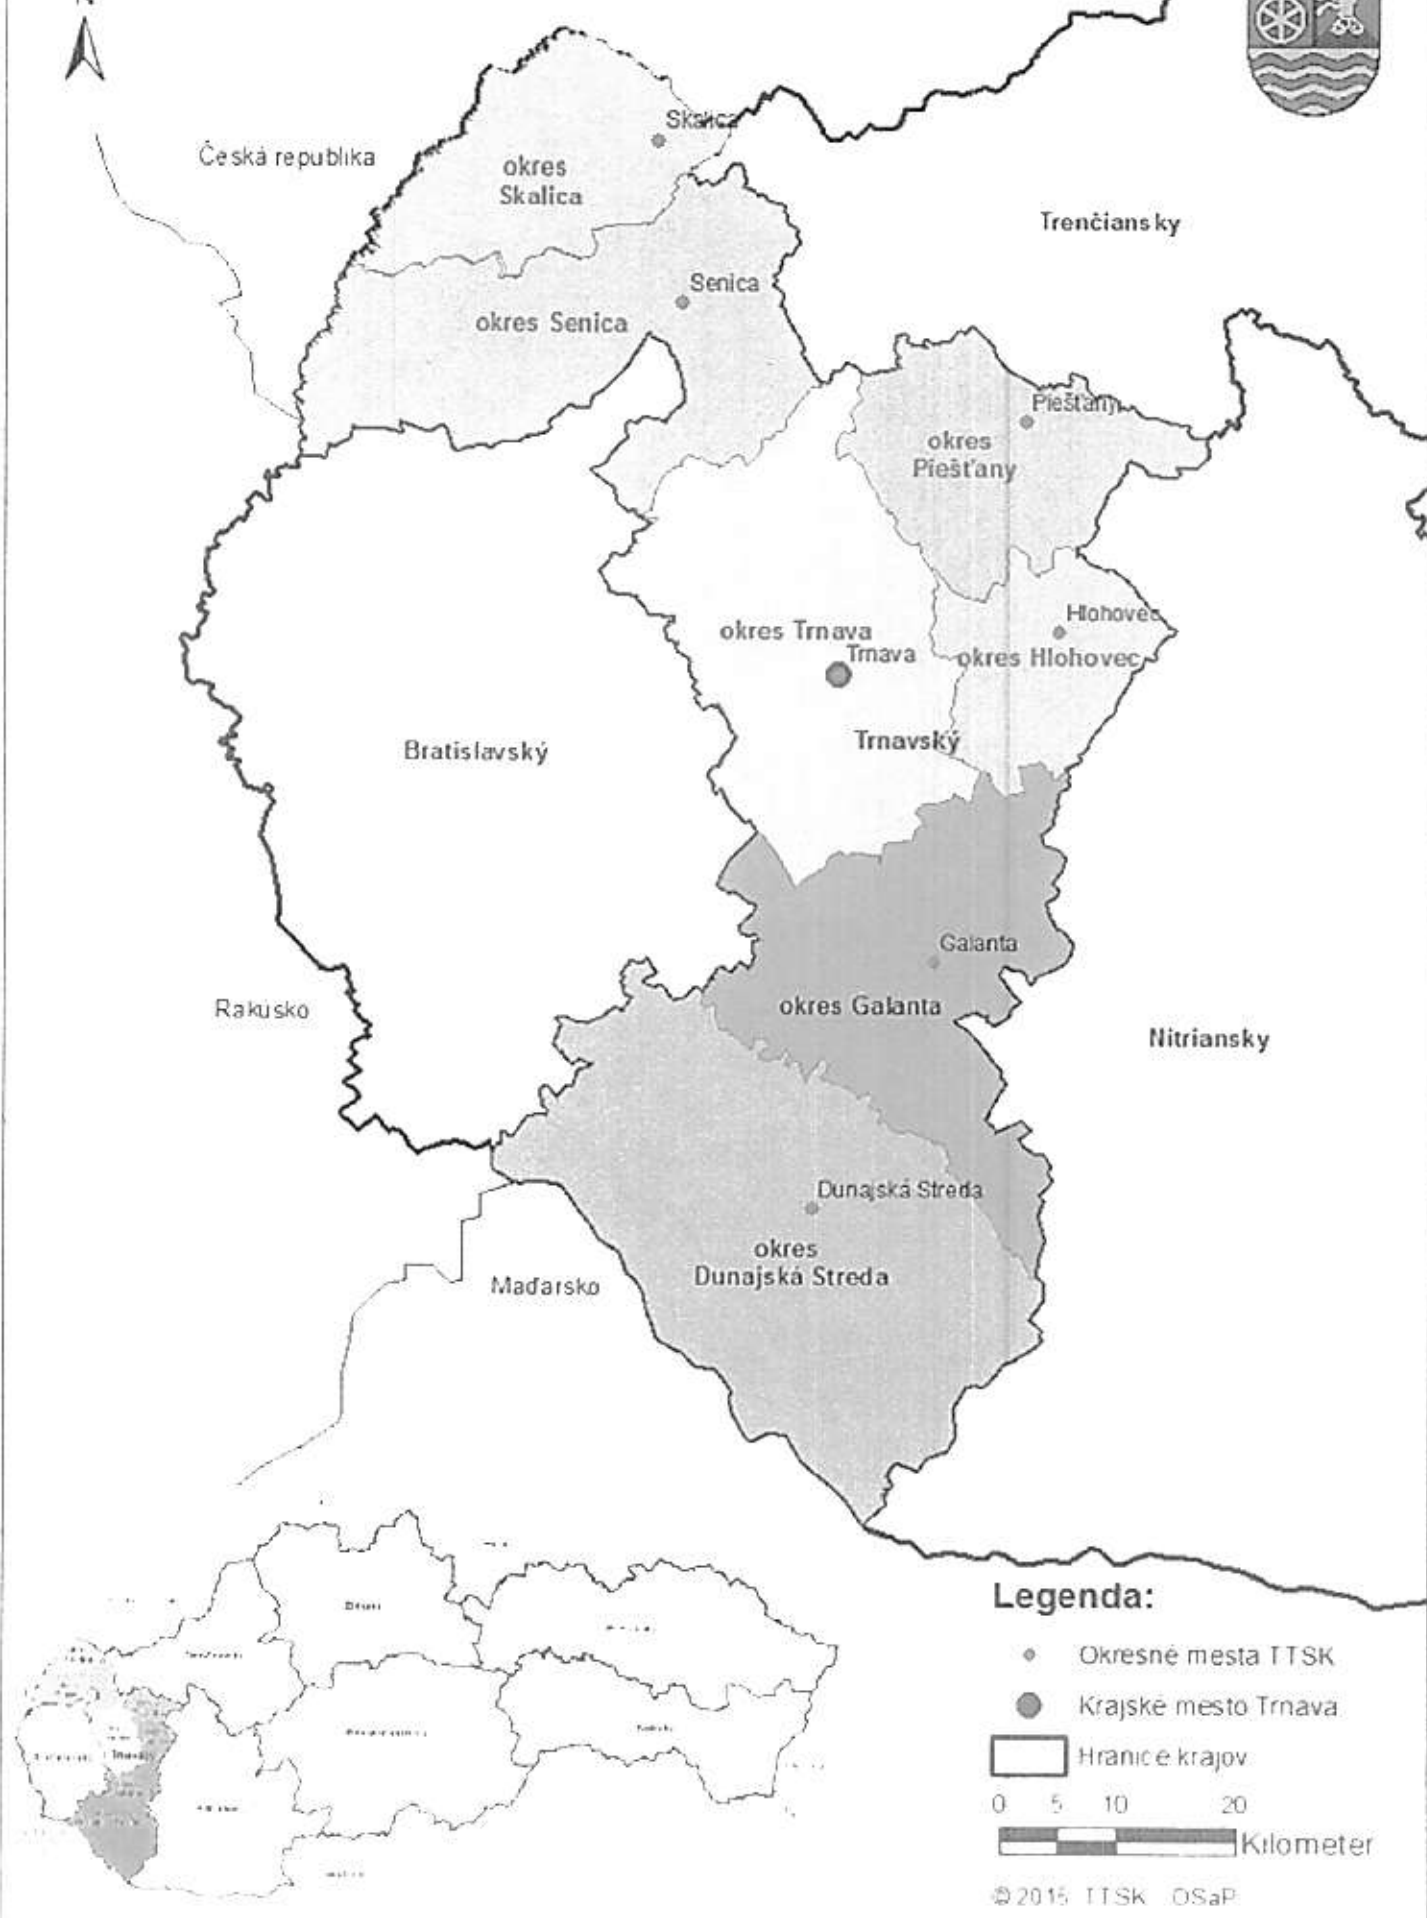 Skalica
Česká republika
okres
Skalica
Trenčiansky
Senica
okres Senica
Piešťany
okres
Piešťany
Hlohovec
okres Trnava
Trnava
okres Hlohovec
Trnavský
Bratislavský
Galanta
okres Galanta
Rakúsko
Nitriansky
Dunajská Streda
okres
Dunajská Streda
Maďarsko
Legenda:
Okresné mesta TTSK
Krajské mesto Trnava
Hranice krajov
0 5 10 20
Kilometer
TTSK OSaP